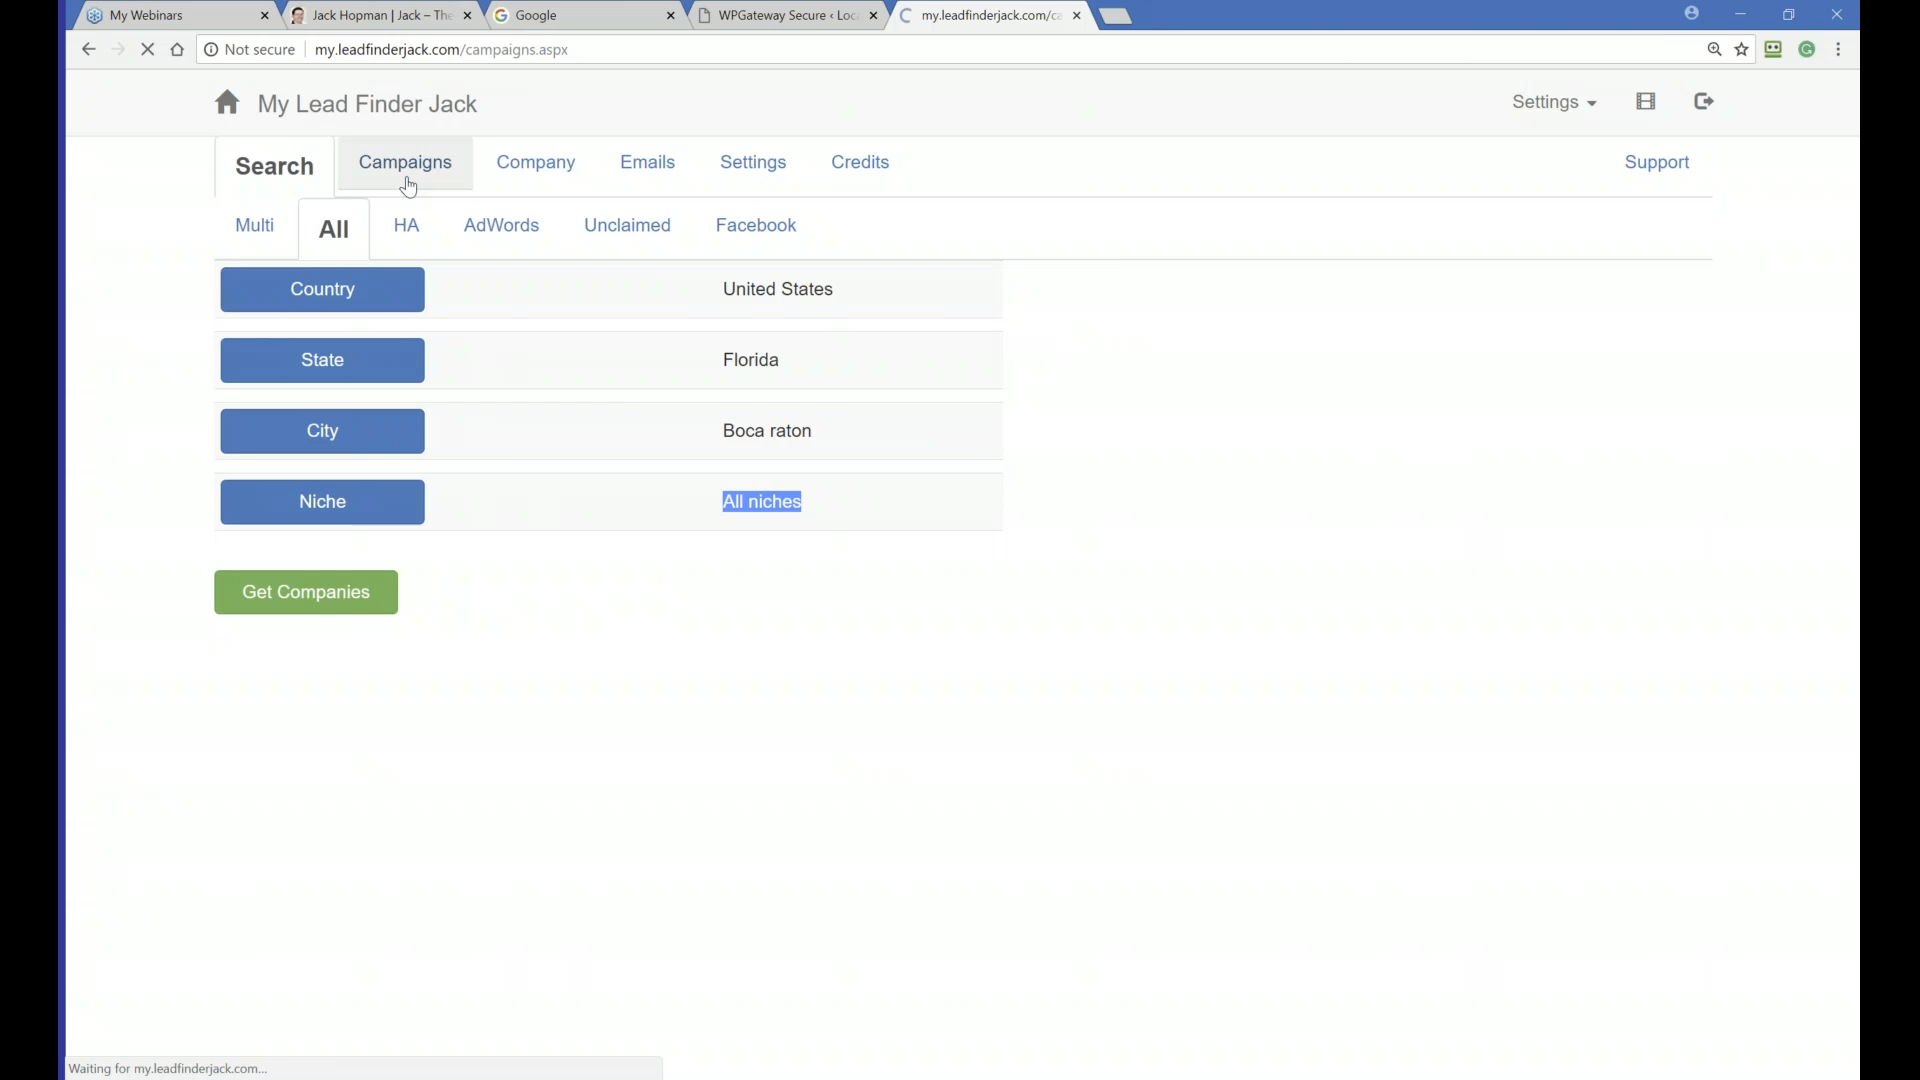 My Webinars
Jack Hopman | Jack – The
Google
WPGateway Secure ‹ Loc
my.leadfinderjack.com/ca
Not secure
my.leadfinderjack.com/campaigns.aspx
My Lead Finder Jack
Settings
Search
Campaigns
Company
Emails
Settings
Credits
Support
Multi
All
HA
AdWords
Unclaimed
Facebook
Country
United States
State
Florida
City
Boca raton
Niche
All niches
Get Companies
Waiting for my.leadfinderjack.com...